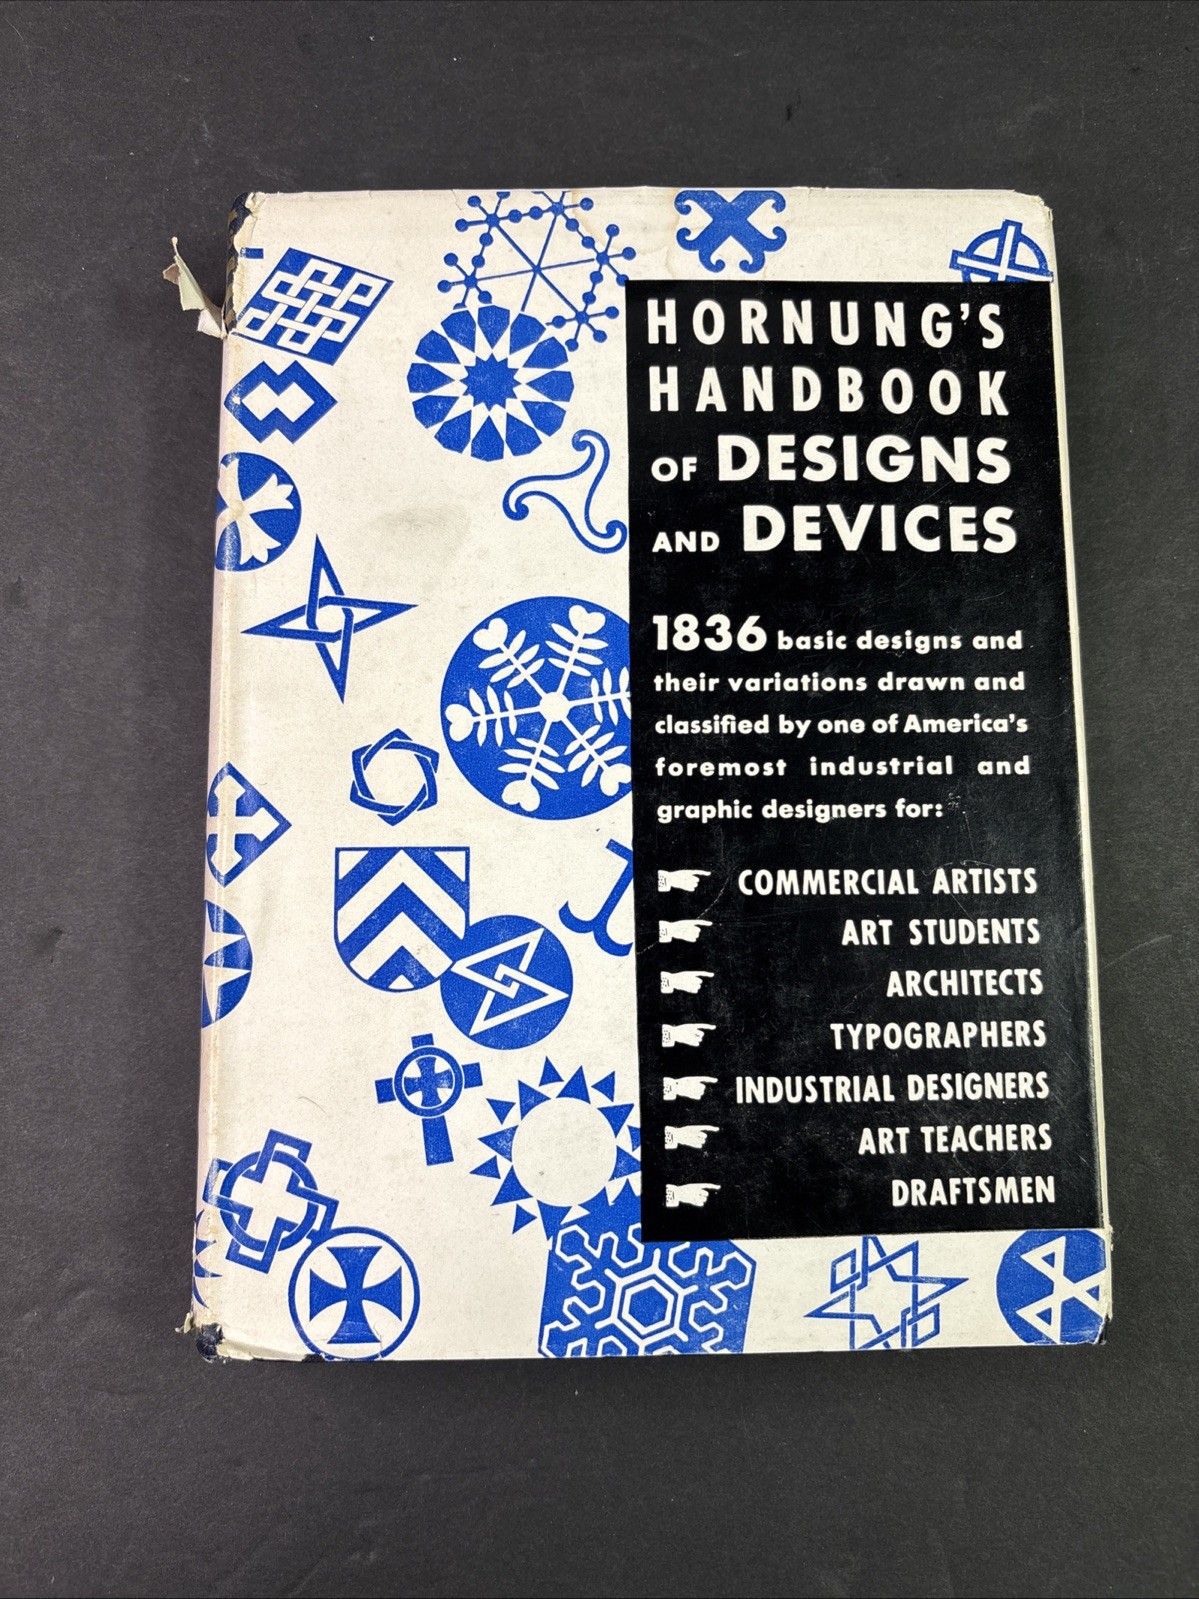 HORNUNG'S
HANDBOOK
OF DESIGNS
AND DEVICES
1836 basic designs and
their variations drawn and
classified by one of America's
foremost industrial and
graphic designers for:
COMMERCIAL ARTISTS
ART STUDENTS
ARCHITECTS
TYPOGRAPHERS
INDUSTRIAL DESIGNERS
ART TEACHERS
DRAFTSMEN